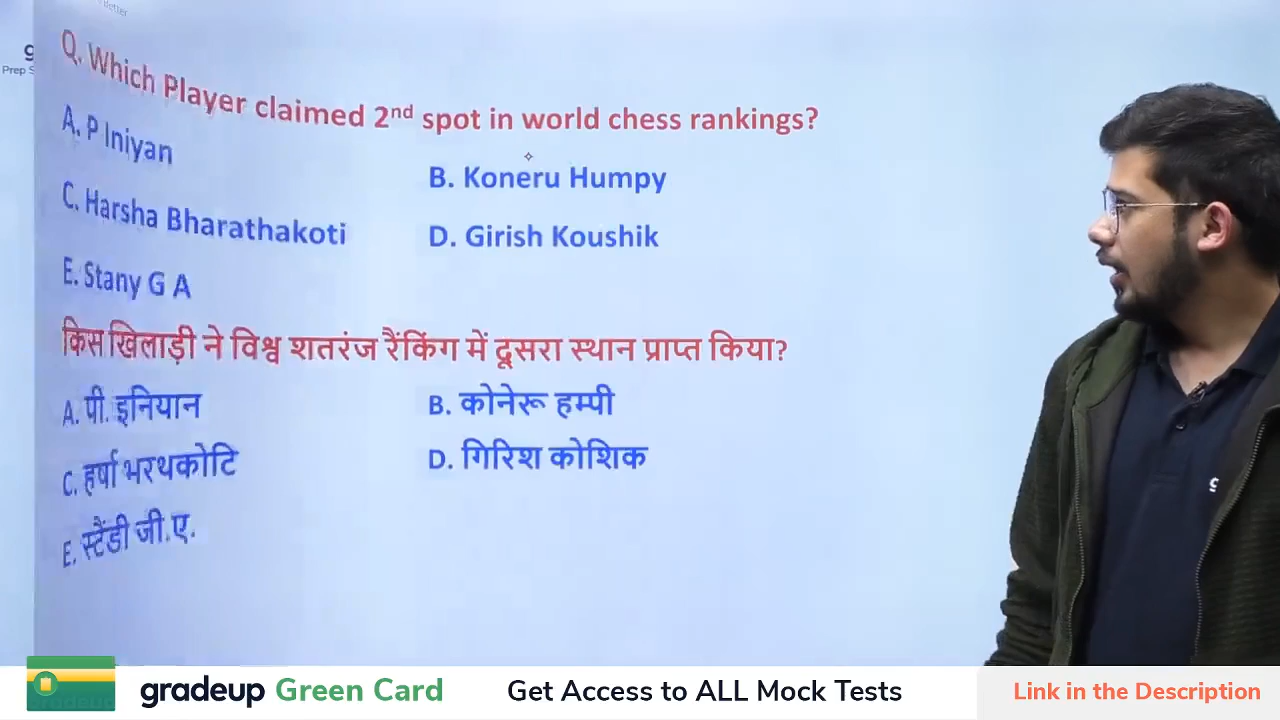 Q. Which Player claimed 2nd spot in world chess rankings?
A. P Iniyan
B. Koneru Humpy
C. Harsha Bharathakoti
D. Girish Koushik
E. Stany G A
किस खिलाड़ी ने विश्व शतरंज रैंकिंग में दूसरा स्थान प्राप्त किया?
A. पी. इनियान
B. कोनेरू हम्पी
C. हर्षा भरथकोटि
D. गिरिश कोशिक
E. स्टैंडी जी.ए.
g
Prep S
gradeup Green Card
Get Access to ALL Mock Tests
Link in the Description